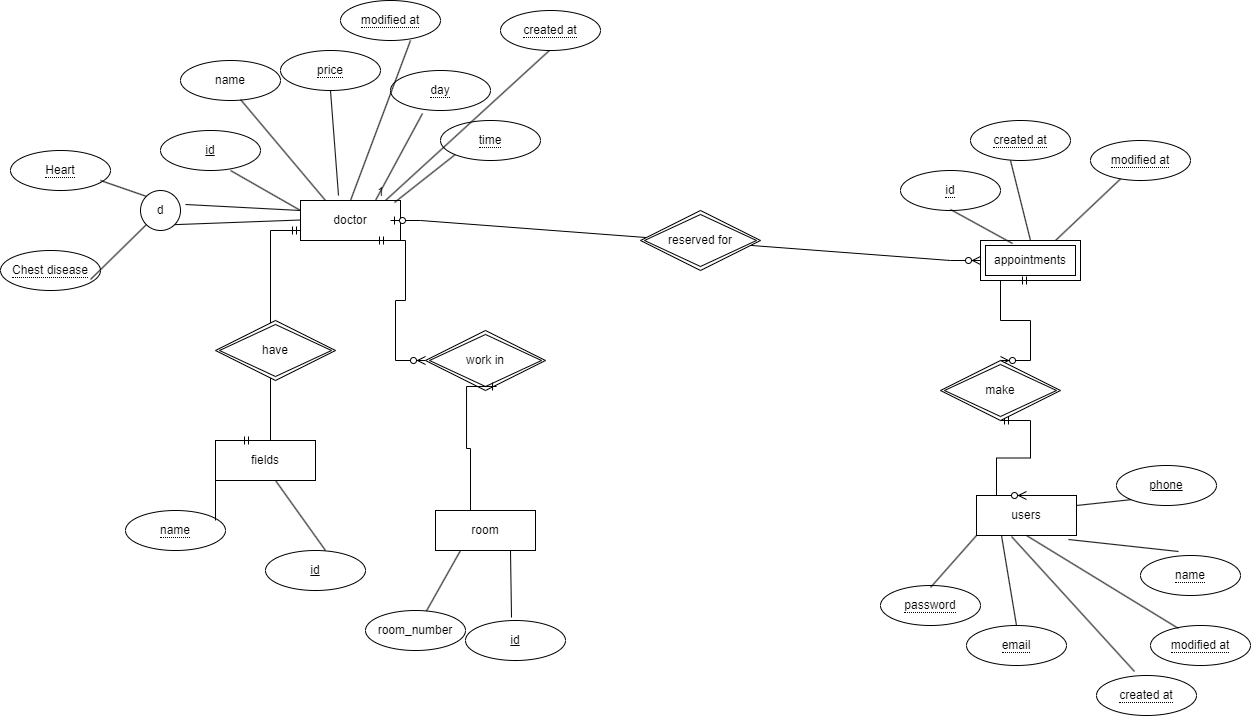 modified at
created at
name
price
day
id
time
Heart
d
Chest disease
1
doctor
reserved for
created at
modified at
id
appointments
have
work in
make
fields
name
id
room
room_number
id
users
phone
name
password
email
modified at
created at